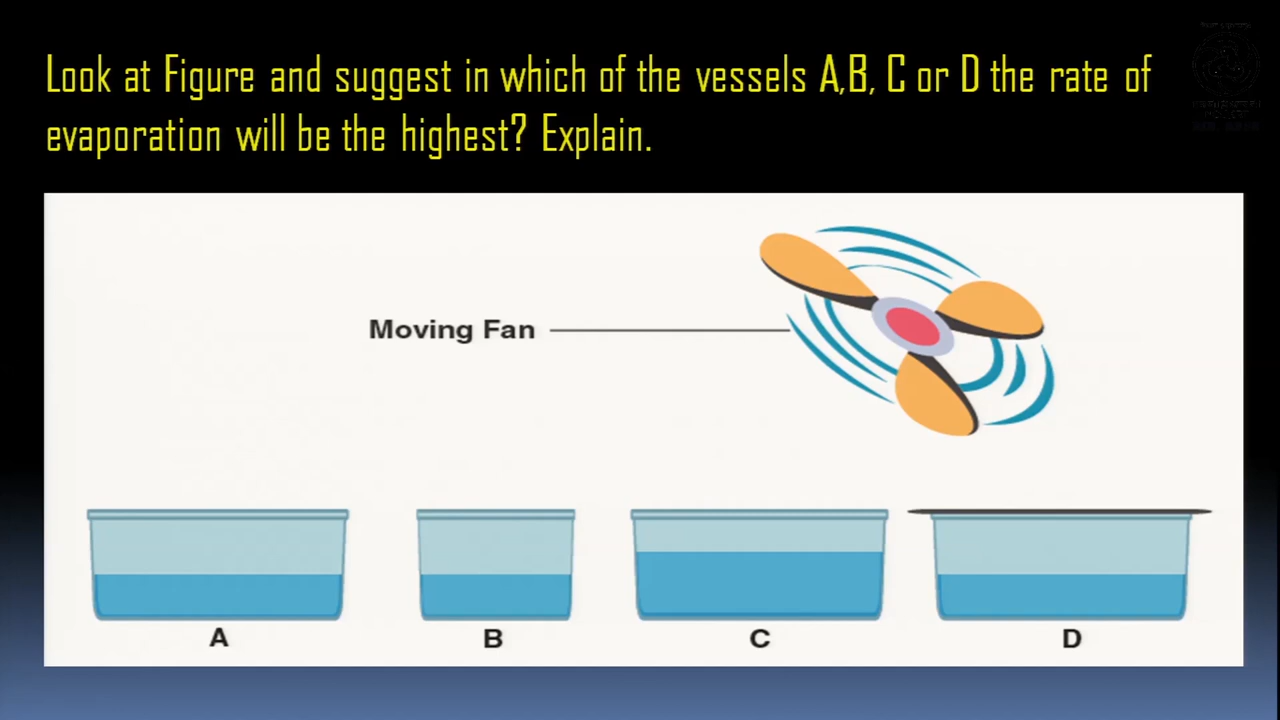 Look at Figure and suggest in which of the vessels A,B, C or D the rate of
evaporation will be the highest? Explain.
Moving Fan
A
B
C
D